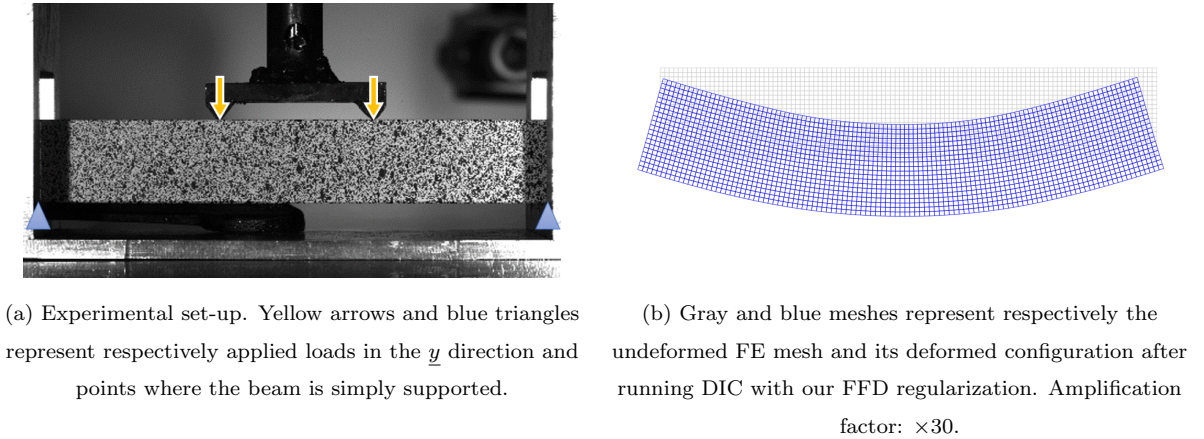 (a) Experimental set-up. Yellow arrows and blue triangles
represent respectively applied loads in the y direction and
points where the beam is simply supported.
(b) Gray and blue meshes represent respectively the
undeformed FE mesh and its deformed configuration after
running DIC with our FFD regularization. Amplification
factor: ×30.